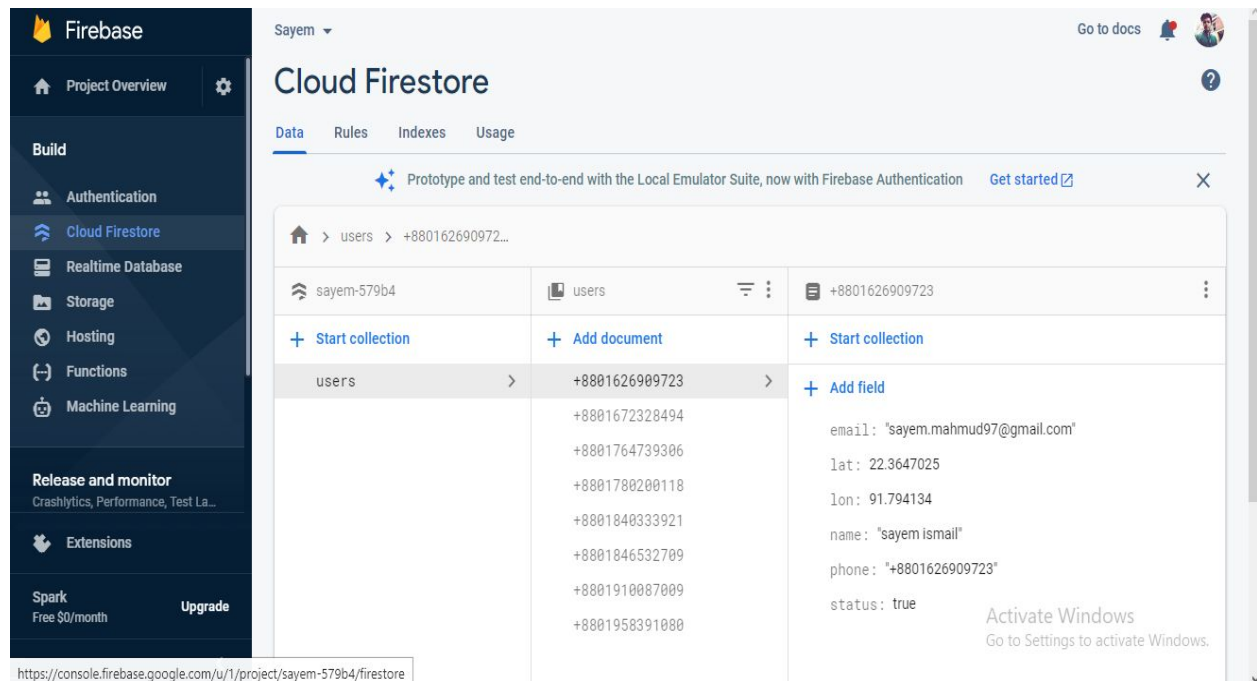 Firebase
Sayem
Go to docs
Project Overview
Cloud Firestore
Data Rules Indexes Usage
Build
Prototype and test end-to-end with the Local Emulator Suite, now with Firebase Authentication Get started
Authentication
Cloud Firestore
Realtime Database
Storage
Hosting
Functions
Machine Learning
Release and monitor
Crashlytics, Performance, Test La...
Extensions
Spark
Free $0/month
Upgrade
> users > +880162690972...
sayem-579b4
+ Start collection
users >
users
+ Add document
+8801626909723 >
+8801672328494
+8801764739306
+8801780200118
+8801840333921
+8801846532709
+8801910087009
+8801958391080
+8801626909723
+ Start collection
+ Add field
email: "sayem.mahmud97@gmail.com"
lat: 22.3647025
lon: 91.794134
name: "sayem ismail"
phone: "+8801626909723"
status: true
Activate Windows
Go to Settings to activate Windows.
https://console.firebase.google.com/u/1/project/sayem-579b4/firestore